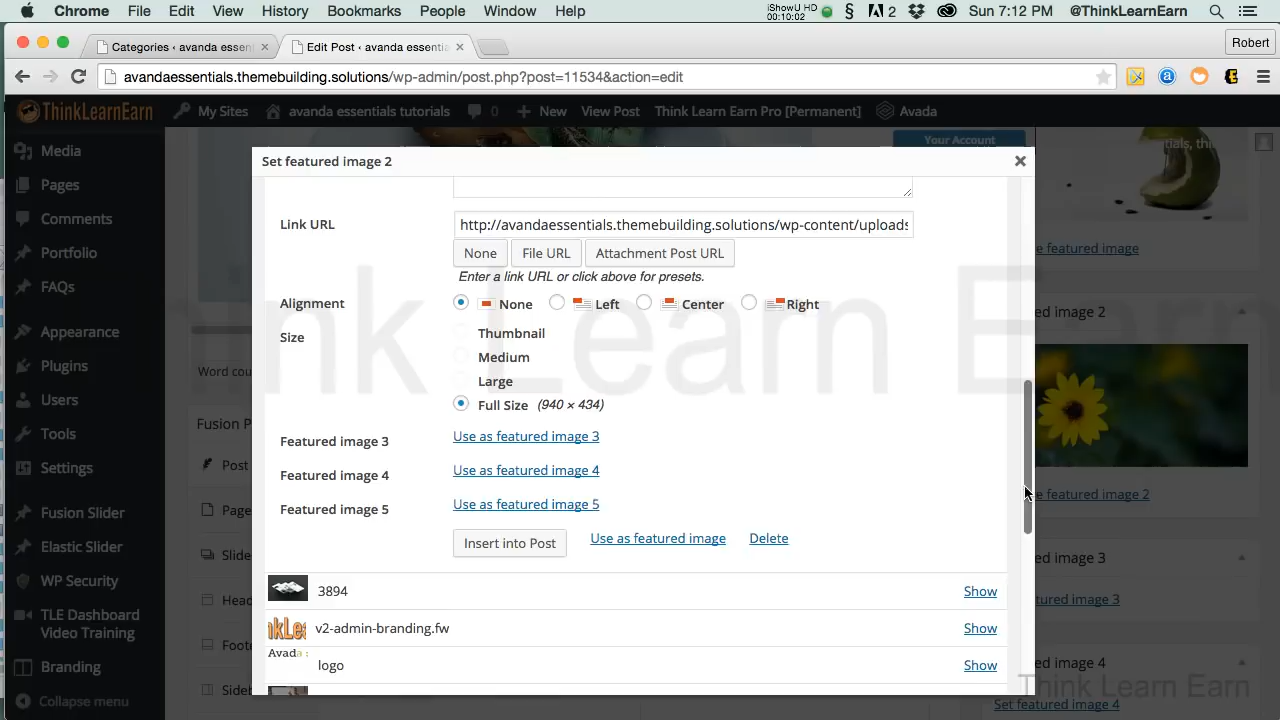 Chrome File Edit View History Bookmarks People Window Help iShowU HD 00:10:02 2 Sun 7:12 PM @ThinkLearnEarn
Categories ‹ avanda essen × Edit Post ‹ avanda essentia × Robert
avandaessentials.themebuilding.solutions/wp-admin/post.php?post=11534&action=edit
ThinkLearnEarn My Sites avanda essentials tutorials New View Post Think Learn Earn Pro [Permanent] Avada
Your Account
Media
Pages
Comments
Portfolio
FAQs
Appearance
Plugins
Users
Tools
Settings
Fusion Slider
Elastic Slider
WP Security
TLE Dashboard
Video Training
Branding
Collapse menu
Word cou
Fusion P
Post
Page
Slide
Head
Foote
Sideb
Set featured image 2
Link URL http://avandaessentials.themebuilding.solutions/wp-content/uploads
None File URL Attachment Post URL
Enter a link URL or click above for presets.
Alignment None Left Center Right
Size Thumbnail
Medium
Large
Full Size (940 × 434)
Featured image 3 Use as featured image 3
Featured image 4 Use as featured image 4
Featured image 5 Use as featured image 5
Insert into Post Use as featured image Delete
3894 Show
v2-admin-branding.fw Show
Avada
logo Show
e featured image
ed image 2
e featured image 2
ed image 3
tured image 3
ed image 4
Set featured image 4
ink Learn Earn
Think Learn Earn